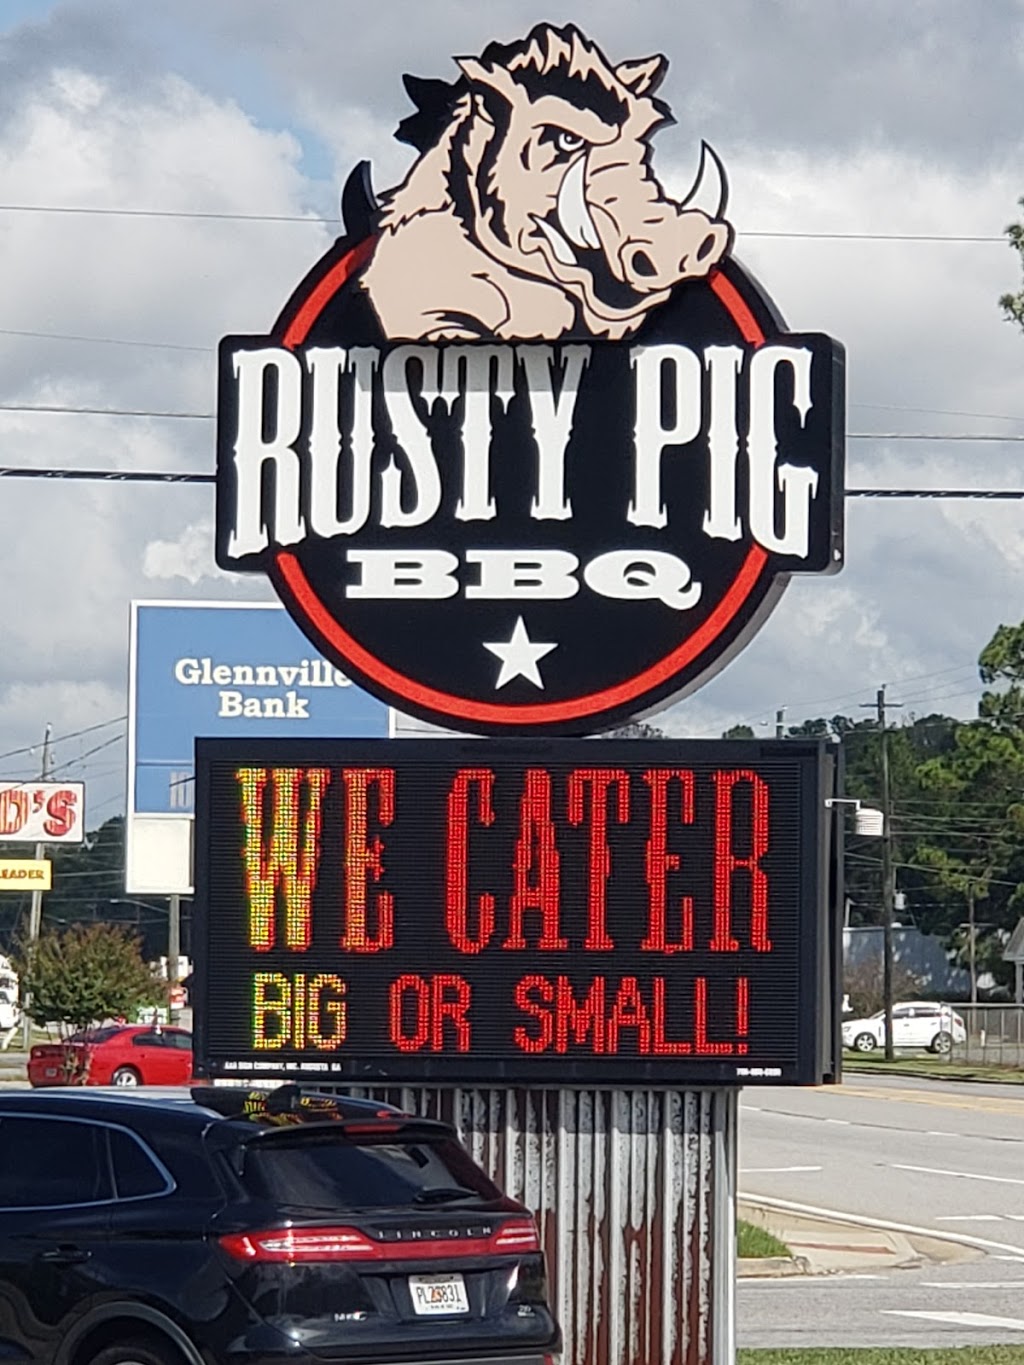 RUSTY PIG
BBQ
Glennville
Bank
WE CATER
BIG OR SMALL!
D'S
LEADER
LINCOLN